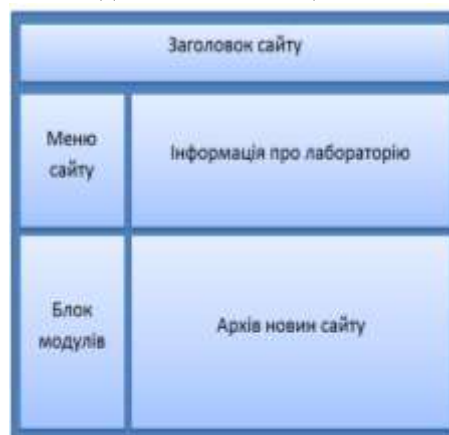 Заголовок сайту
Меню
сайту
Інформація про лабораторію
Блок
модулів
Архів новин сайту